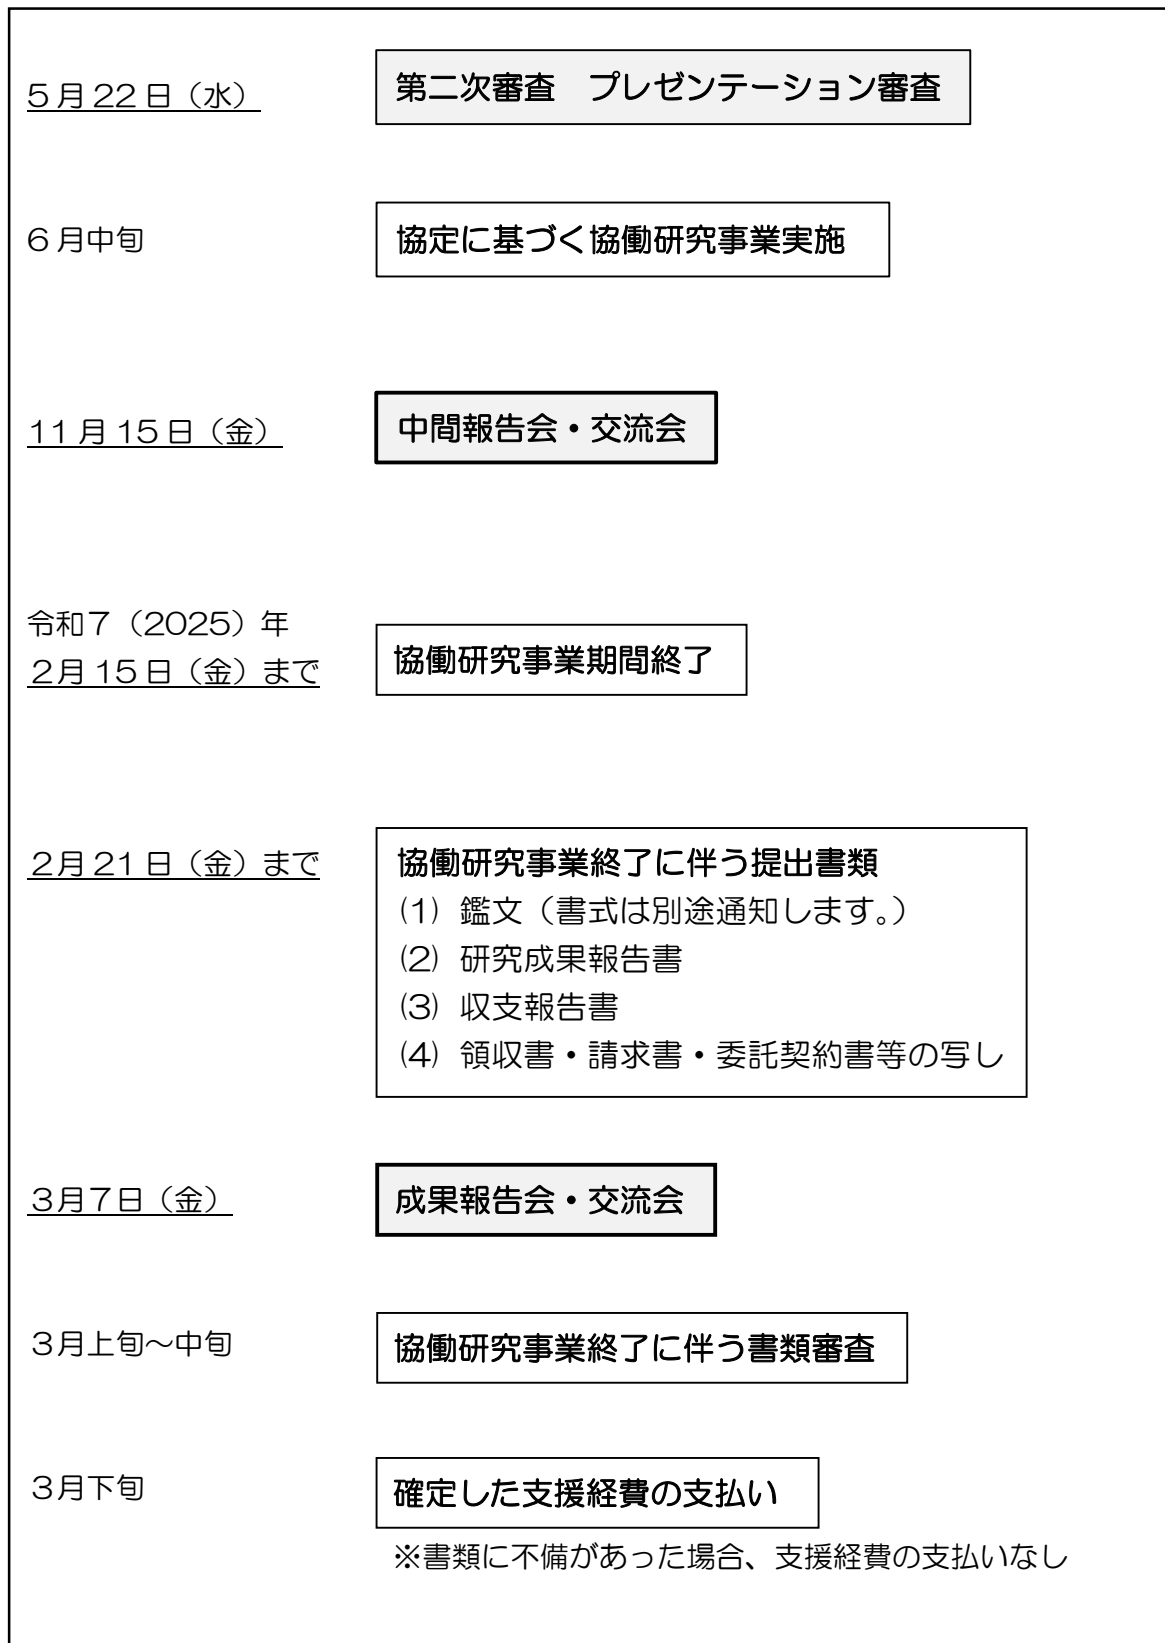 5月22日（水）
第二次審査　プレゼンテーション審査
6月中旬
協定に基づく協働研究事業実施
11月15日（金）
中間報告会・交流会
令和７（2025）年
２月15日（金）まで
協働研究事業期間終了
２月21日（金）まで
協働研究事業終了に伴う提出書類
(1) 鑑文（書式は別途通知します。）
(2) 研究成果報告書
(3) 収支報告書
(4) 領収書・請求書・委託契約書等の写し
３月７日（金）
成果報告会・交流会
３月上旬～中旬
協働研究事業終了に伴う書類審査
３月下旬
確定した支援経費の支払い
※書類に不備があった場合、支援経費の支払いなし